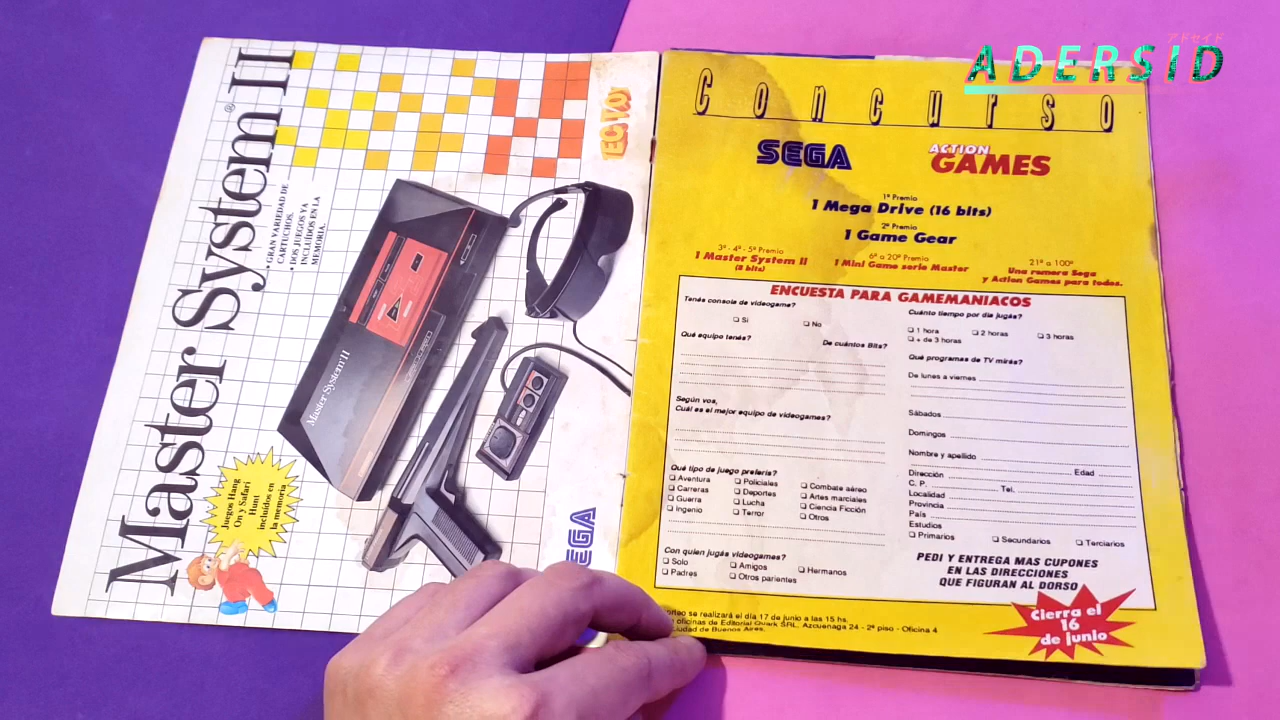 アドセイド
ADERSID
Master System® II
• GRAN VARIEDAD DE
CARTUCHOS.
• DOS JUEGOS YA
INCLUÍDOS EN LA
MEMORIA.
TEC TOY
Master System II
Juegos Hang
On y Safari
Hunt
incluídos en
la memoria
EGA
Concurso
SEGA
ACTION
GAMES
1º Premio
1 Mega Drive (16 bits)
2º Premio
1 Game Gear
3º - 4º - 5º Premio
1 Master System II
(8 bits)
6º a 20º Premio
1 Mini Game serie Master
21º a 100º
Una remera Sega
y Action Games para todos.
ENCUESTA PARA GAMEMANIACOS
Tenés consola de videogame?
Si
No
Qué equipo tenés?
De cuántos Bits?
Según vos,
Cuál es el mejor equipo de videogames?
Qué tipo de juego preferís?
Aventura
Policiales
Combate aéreo
Carreras
Deportes
Artes marciales
Guerra
Lucha
Ciencia Ficción
Ingenio
Terror
Otros
Con quien jugás videogames?
Solo
Amigos
Hermanos
Padres
Otros parientes
Cuánto tiempo por día jugás?
1 hora
2 horas
3 horas
+ de 3 horas
Qué programas de TV mirás?
De lunes a viernes
Sábados
Domingos
Nombre y apellido
Edad
Dirección
C. P.
Tel.
Localidad
Provincia
País
Estudios
Primarios
Secundarios
Terciarios
PEDI Y ENTREGA MAS CUPONES
EN LAS DIRECCIONES
QUE FIGURAN AL DORSO
orteo se realizará el día 17 de junio a las 15 hs.
oficinas de Editorial Quark SRL. Azcuenaga 24 - 2º piso - Oficina 4
Ciudad de Buenos Aires.
Cierra el
16
de junio